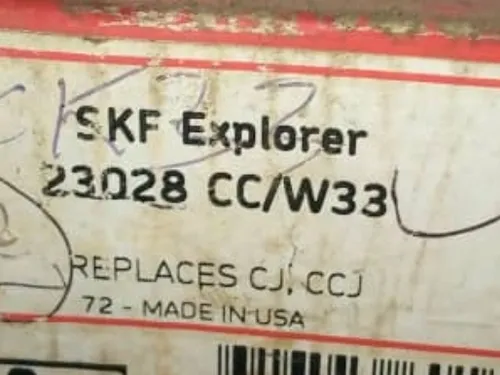 SKF Explorer
23028 CC/W33
REPLACES CJ, CCJ
72 - MADE IN USA